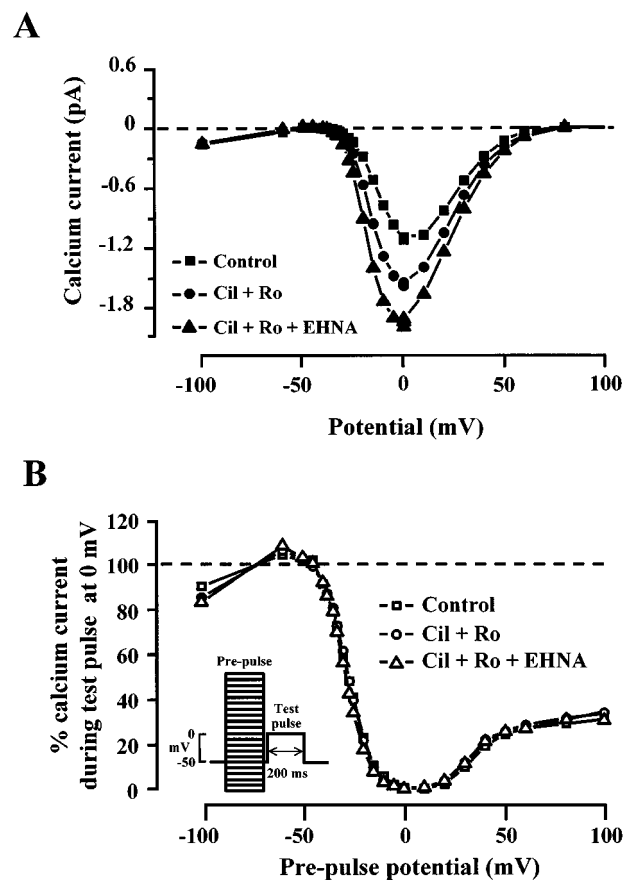 A
Calcium current (pA)
0.6
0
-0.6
-1.2
-1.8
Control
Cil + Ro
Cil + Ro + EHNA
-100
-50
0
50
100
Potential (mV)
B
% calcium current
during test pulse at 0 mV
120
100
80
60
40
20
0
Control
Cil + Ro
Cil + Ro + EHNA
Pre-pulse
Test
pulse
0
mV
-50
200 ms
-100
-50
0
50
100
Pre-pulse potential (mV)